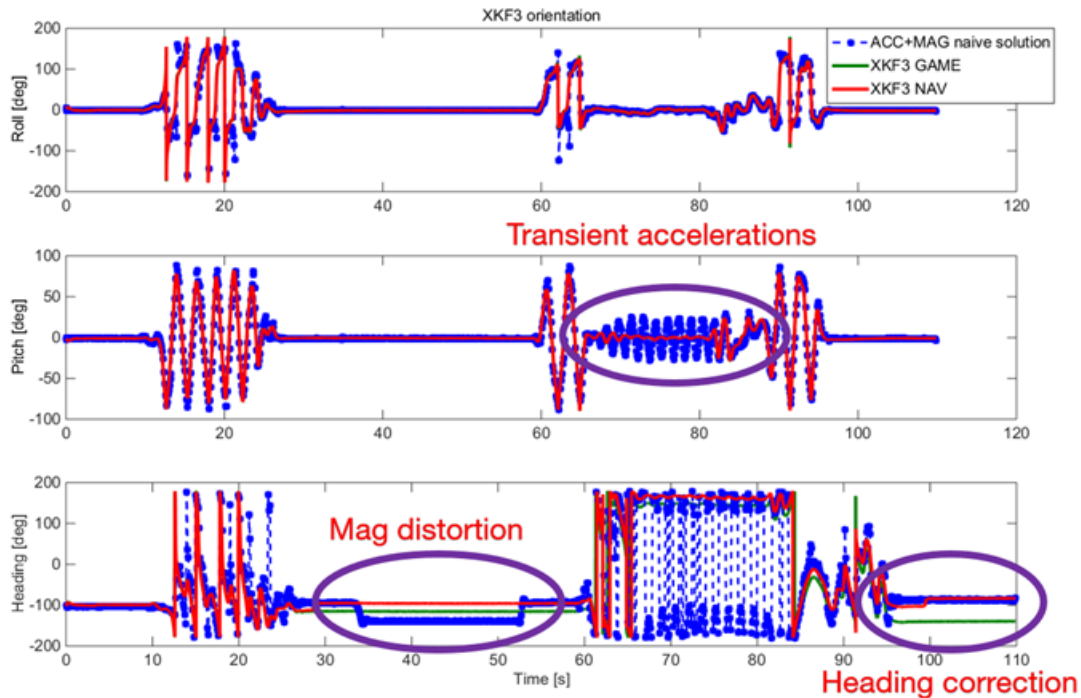 XKF3 orientation
ACC+MAG naive solution
XKF3 GAME
XKF3 NAV
Roll [deg]
200
100
0
-100
-200
0 20 40 60 80 100 120
Transient accelerations
Pitch [deg]
100
50
0
-50
-100
0 20 40 60 80 100 120
Mag distortion
Heading [deg]
200
100
0
-100
-200
0 10 20 30 40 50 60 70 80 90 100 110
Time [s]
Heading correction